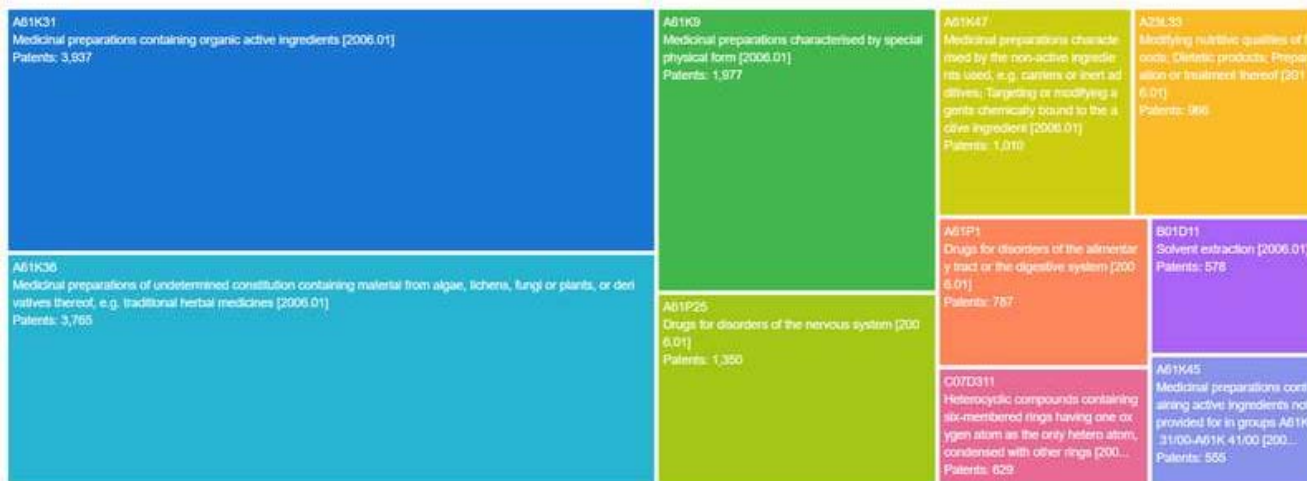 A61K31
Medicinal preparations containing organic active ingredients [2006.01]
Patents: 3,937
A61K36
Medicinal preparations of undetermined constitution containing material from algae, lichens, fungi or plants, or deri
vatives thereof, e.g. traditional herbal medicines [2006.01]
Patents: 3,765
A61K9
Medicinal preparations characterised by special
physical form [2006.01]
Patents: 1,977
A61P25
Drugs for disorders of the nervous system [200
6.01]
Patents: 1,350
A61K47
Medicinal preparations characte
rised by the non-active ingredie
nts used, e.g. carriers or inert ad
ditives; Targeting or modifying a
gents chemically bound to the a
ctive ingredient [2006.01]
Patents: 1,010
A23L33
Modifying nutritive qualities of f
oods; Dietetic products; Prepar
ation or treatment thereof [201
6.01]
Patents: 966
A61P1
Drugs for disorders of the alimentar
y tract or the digestive system [200
6.01]
Patents: 787
B01D11
Solvent extraction [2006.01]
Patents: 578
C07D311
Heterocyclic compounds containing
six-membered rings having one ox
ygen atom as the only hetero atom,
condensed with other rings [200...
Patents: 629
A61K45
Medicinal preparations cont
aining active ingredients not
provided for in groups A61K
31/00-A61K 41/00 [200...
Patents: 555